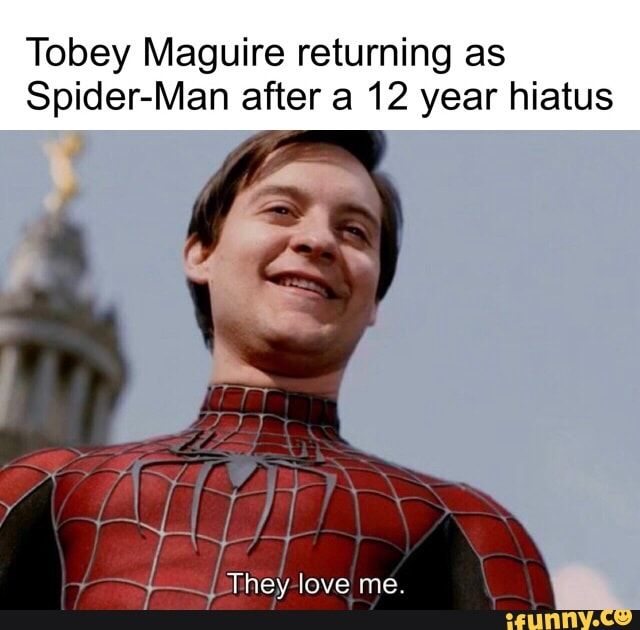 Tobey Maguire returning as
Spider-Man after a 12 year hiatus
They love me.
ifunny.co